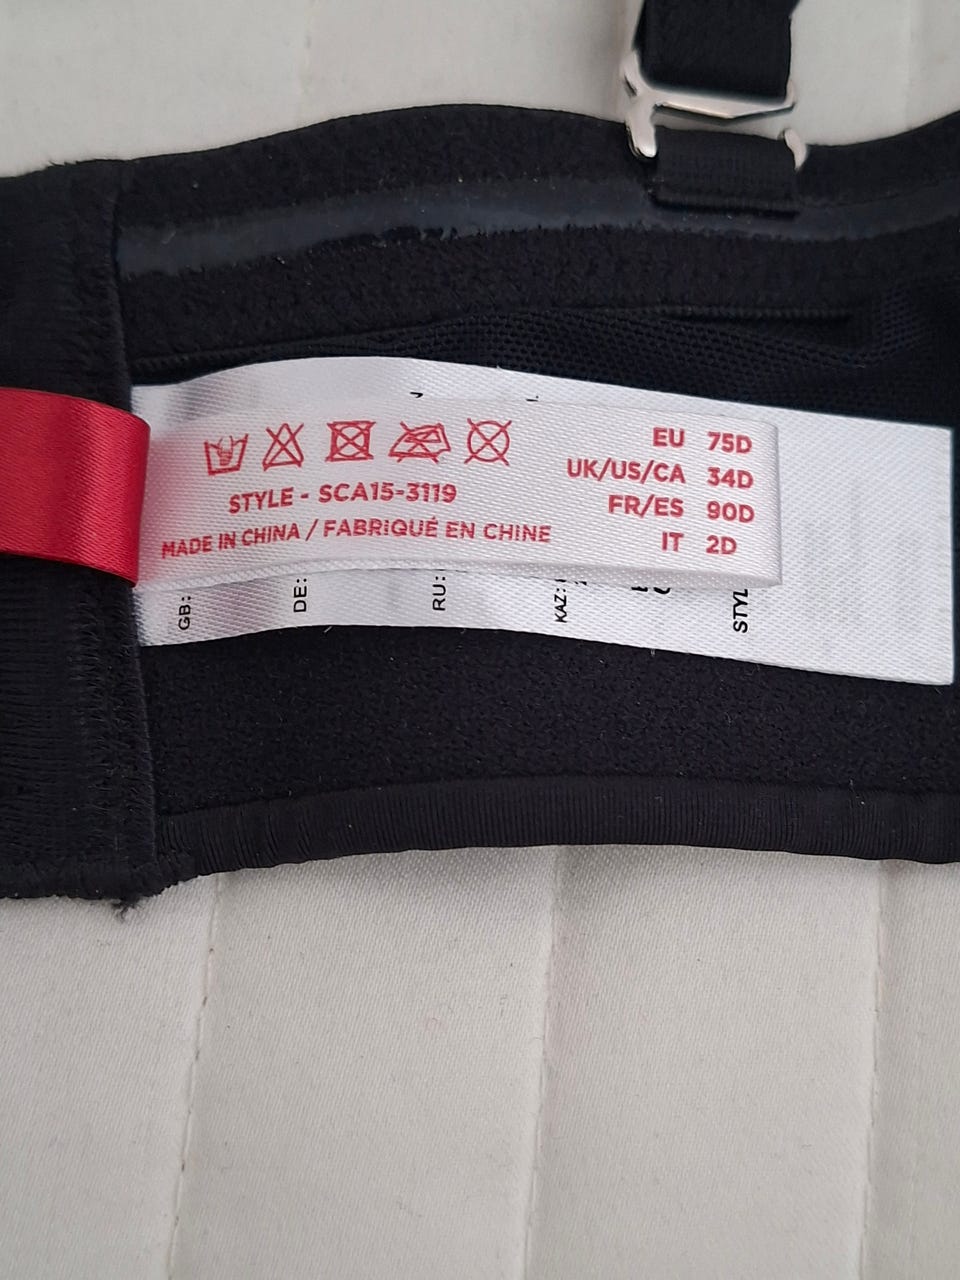 EU 75D
UK/US/CA 34D
FR/ES 90D
IT 2D
STYLE - SCA15-3119
MADE IN CHINA / FABRIQUÉ EN CHINE
GB:
DE:
RU:
KAZ:
STYL